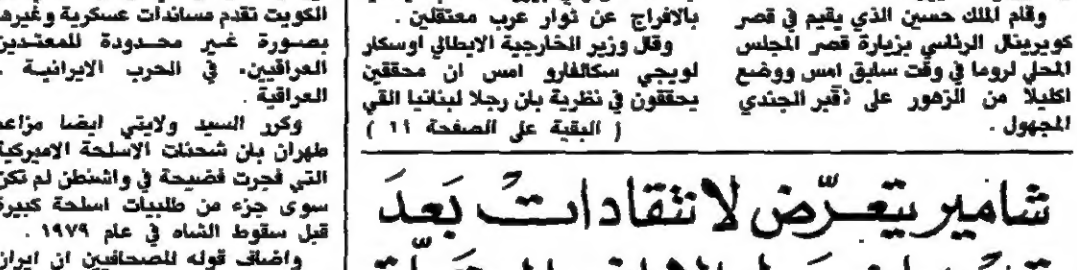 وقام الملك حسين الذي يقيم في قصر
كويرينال الرئاسي بزيارة قصر المجلس
المحلي لروما في وقت سابق امس ووضع
اكليلا من الزهور على قبر الجندي
المجهول .
بالافراج عن ثوار عرب معتقلين .
وقال وزير الخارجية الايطالي اوسكار
لويجي سكالفارو امس ان محققين
يحققون في نظرية بان رجلا لبنانيا القي
( البقية على الصفحة ١١ )
شامير يتعرّض لانتقادات بَعدَ
الكويت تقدم مساندات عسكرية وغيرها
بصورة غير محدودة للمعتدين
العراقيين. في الحرب الايرانية .
العراقية .
وكرر السيد ولايتي ايضا مزاعم
طهران بان شحنات الاسلحة الاميركية
التي فجرت فضيحة في واشنطن لم تكن
سوى جزء من طلبيات اسلحة كبيرة
قبل سقوط الشاه في عام ١٩٧٩ .
واضاف قوله للصحافيين ان ايران